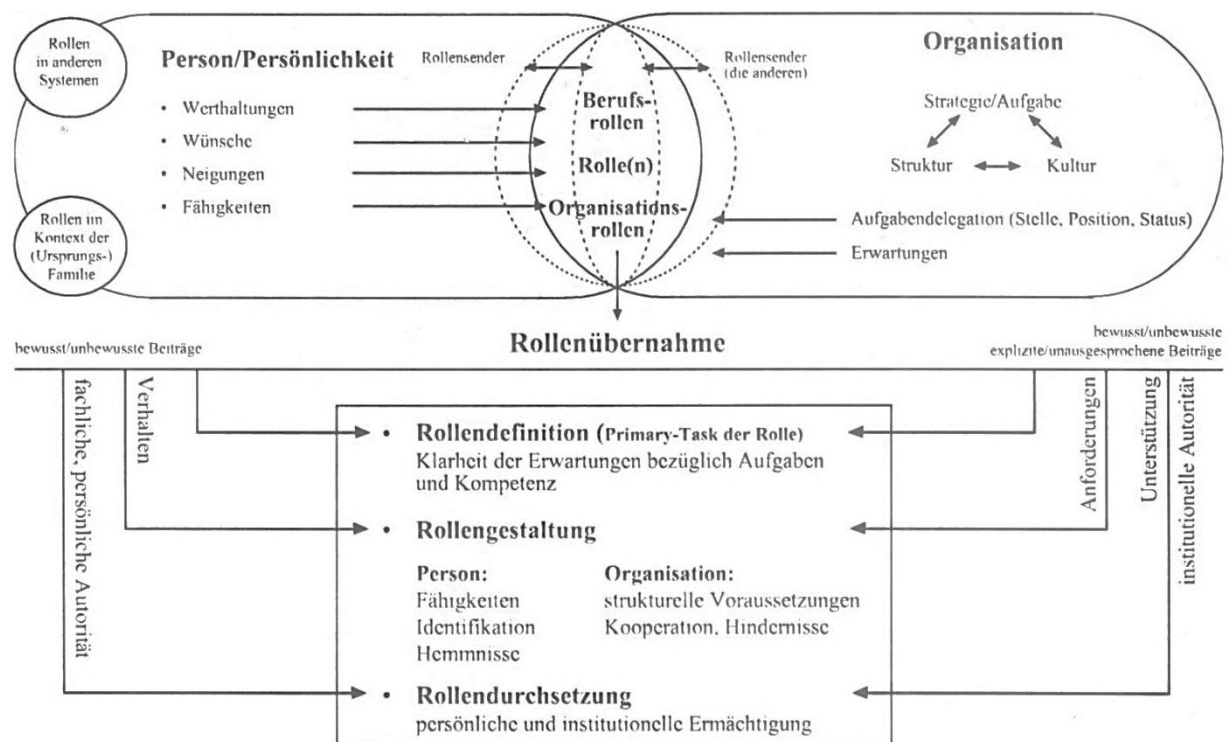 Rollen
in anderen
Systemen
Person/Persönlichkeit
• Werthaltungen
• Wünsche
• Neigungen
• Fähigkeiten
Rollen im
Kontext der
(Ursprungs-)
Familie
Rollensender
Berufs-
rollen
Rolle(n)
Organisations-
rollen
Rollensender
(die anderen)
Organisation
Strategie/Aufgabe
Struktur
Kultur
Aufgabendelegation (Stelle, Position, Status)
Erwartungen
bewusst/unbewusste Beiträge
Rollenübernahme
bewusst/unbewusste
explizite/unausgesprochene Beiträge
fachliche, persönliche Autorität
Verhalten
• Rollendefinition (Primary-Task der Rolle)
Klarheit der Erwartungen bezüglich Aufgaben
und Kompetenz
• Rollengestaltung
Person:
Fähigkeiten
Identifikation
Hemmnisse
Organisation:
strukturelle Voraussetzungen
Kooperation, Hindernisse
• Rollendurchsetzung
persönliche und institutionelle Ermächtigung
Anforderungen
Unterstützung
institutionelle Autorität